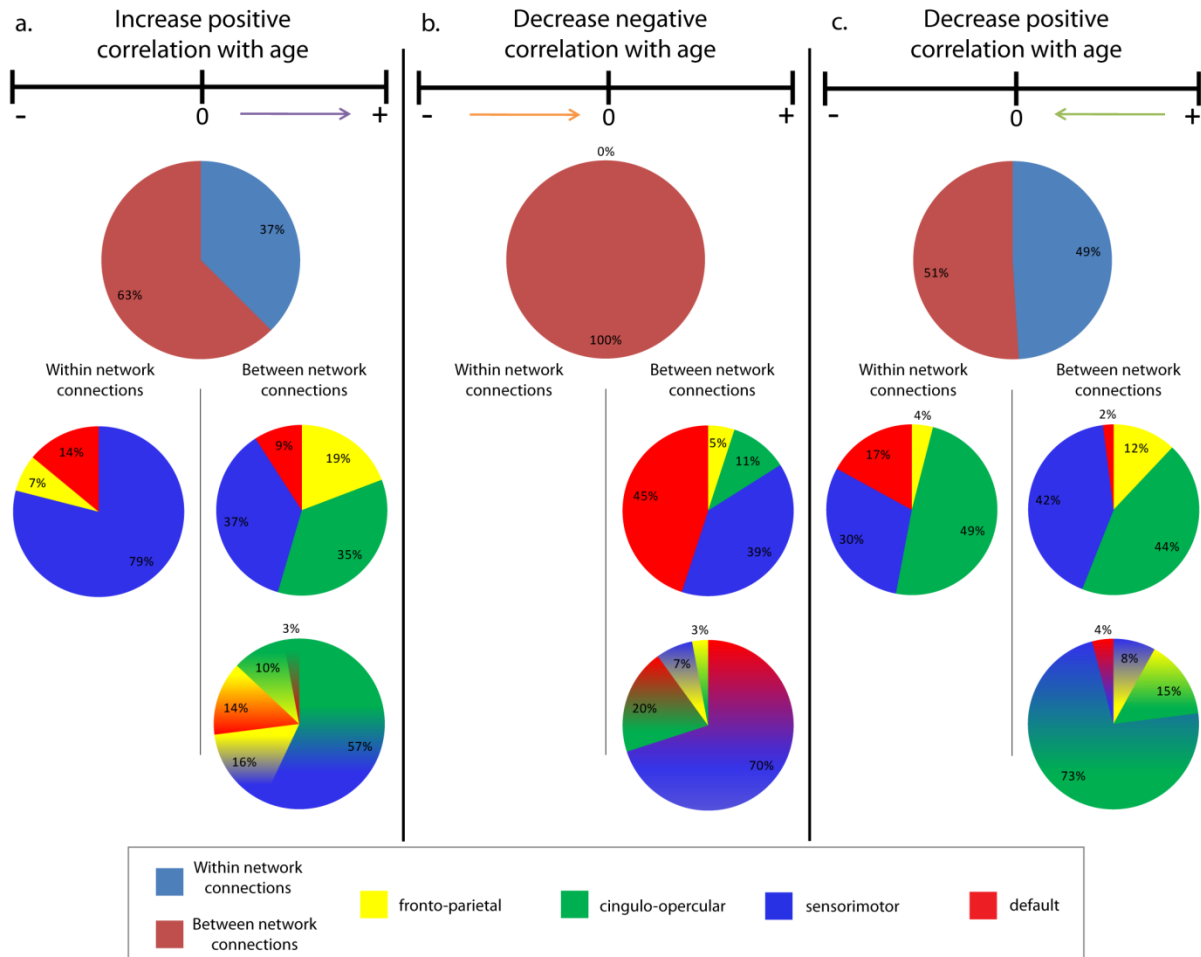 a.
Increase positive
correlation with age
-
0
+
37%
63%
Within network
connections
Between network
connections
14%
7%
79%
9%
19%
37%
35%
3%
10%
14%
57%
16%
b.
Decrease negative
correlation with age
-
0
+
0%
100%
Within network
connections
Between network
connections
5%
11%
45%
39%
3%
7%
20%
70%
c.
Decrease positive
correlation with age
-
0
+
49%
51%
Within network
connections
Between network
connections
4%
17%
30%
49%
2%
12%
42%
44%
4%
8%
15%
73%
Within network
connections
Between network
connections
fronto-parietal
cingulo-opercular
sensorimotor
default